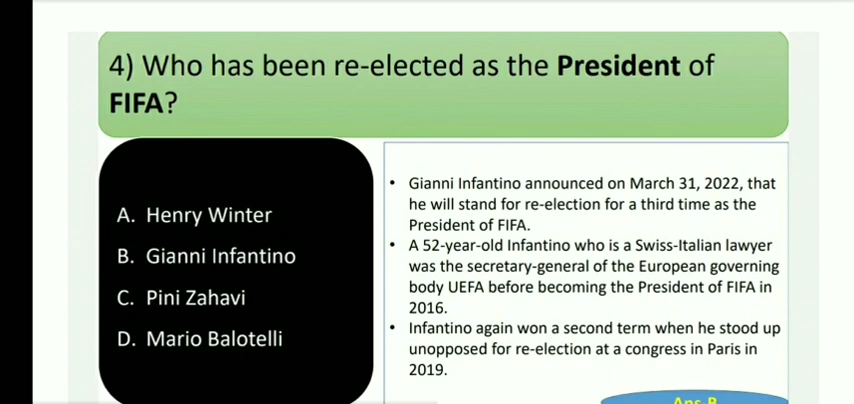 4) Who has been re-elected as the President of
FIFA?
A. Henry Winter
B. Gianni Infantino
C. Pini Zahavi
D. Mario Balotelli
• Gianni Infantino announced on March 31, 2022, that
he will stand for re-election for a third time as the
President of FIFA.
• A 52-year-old Infantino who is a Swiss-Italian lawyer
was the secretary-general of the European governing
body UEFA before becoming the President of FIFA in
2016.
• Infantino again won a second term when he stood up
unopposed for re-election at a congress in Paris in
2019.
Ans-B